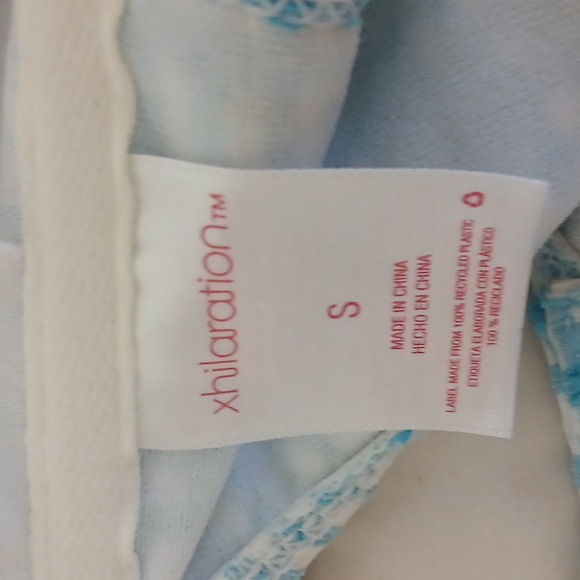 xhilaration™
S
MADE IN CHINA
HECHO EN CHINA
LABEL MADE FROM 100% RECYCLED PLASTIC
ETIQUETA ELABORADA CON PLÁSTICO
100 % RECICLADO